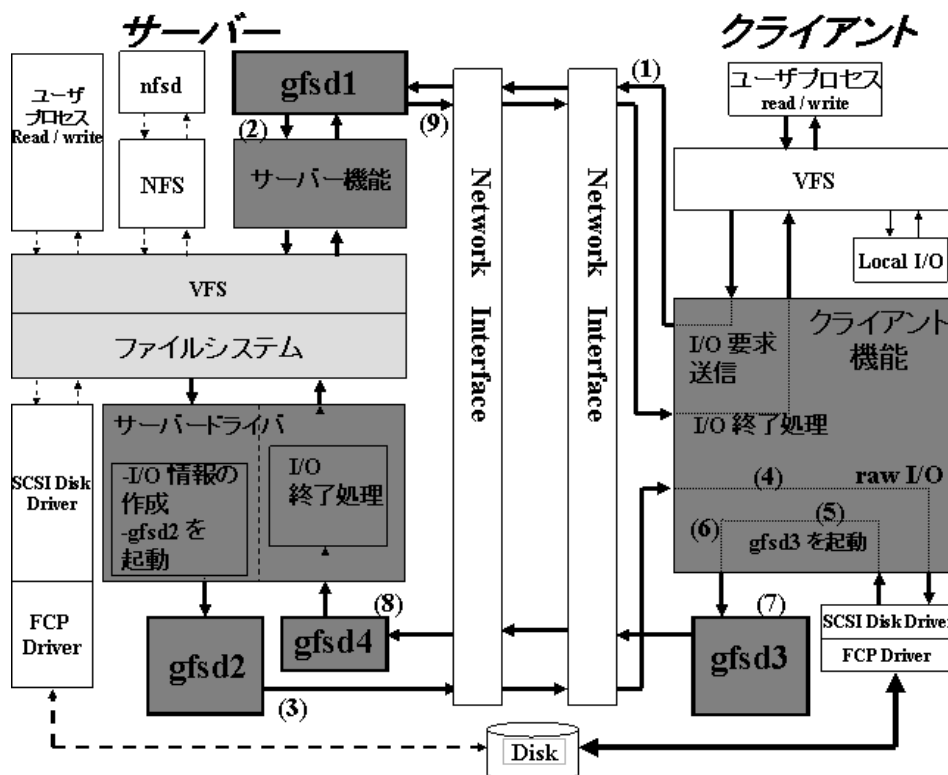 サーバー
クライアント
ユーザ
プロセス
Read / write
nfsd
NFS
gfsd1
(2)
(9)
サーバー機能
VFS
ファイルシステム
SCSI Disk
Driver
FCP
Driver
サーバードライバ
-I/O 情報の
作成
-gfsd2 を
起動
I/O
終了処理
gfsd2
(3)
gfsd4
(8)
Network Interface
Network Interface
(1)
ユーザプロセス
read / write
VFS
Local I/O
クライアント
機能
I/O 要求
送信
I/O 終了処理
raw I/O
(4)
(5)
(6)
gfsd3 を起動
(7)
gfsd3
SCSI Disk Driver
FCP Driver
Disk